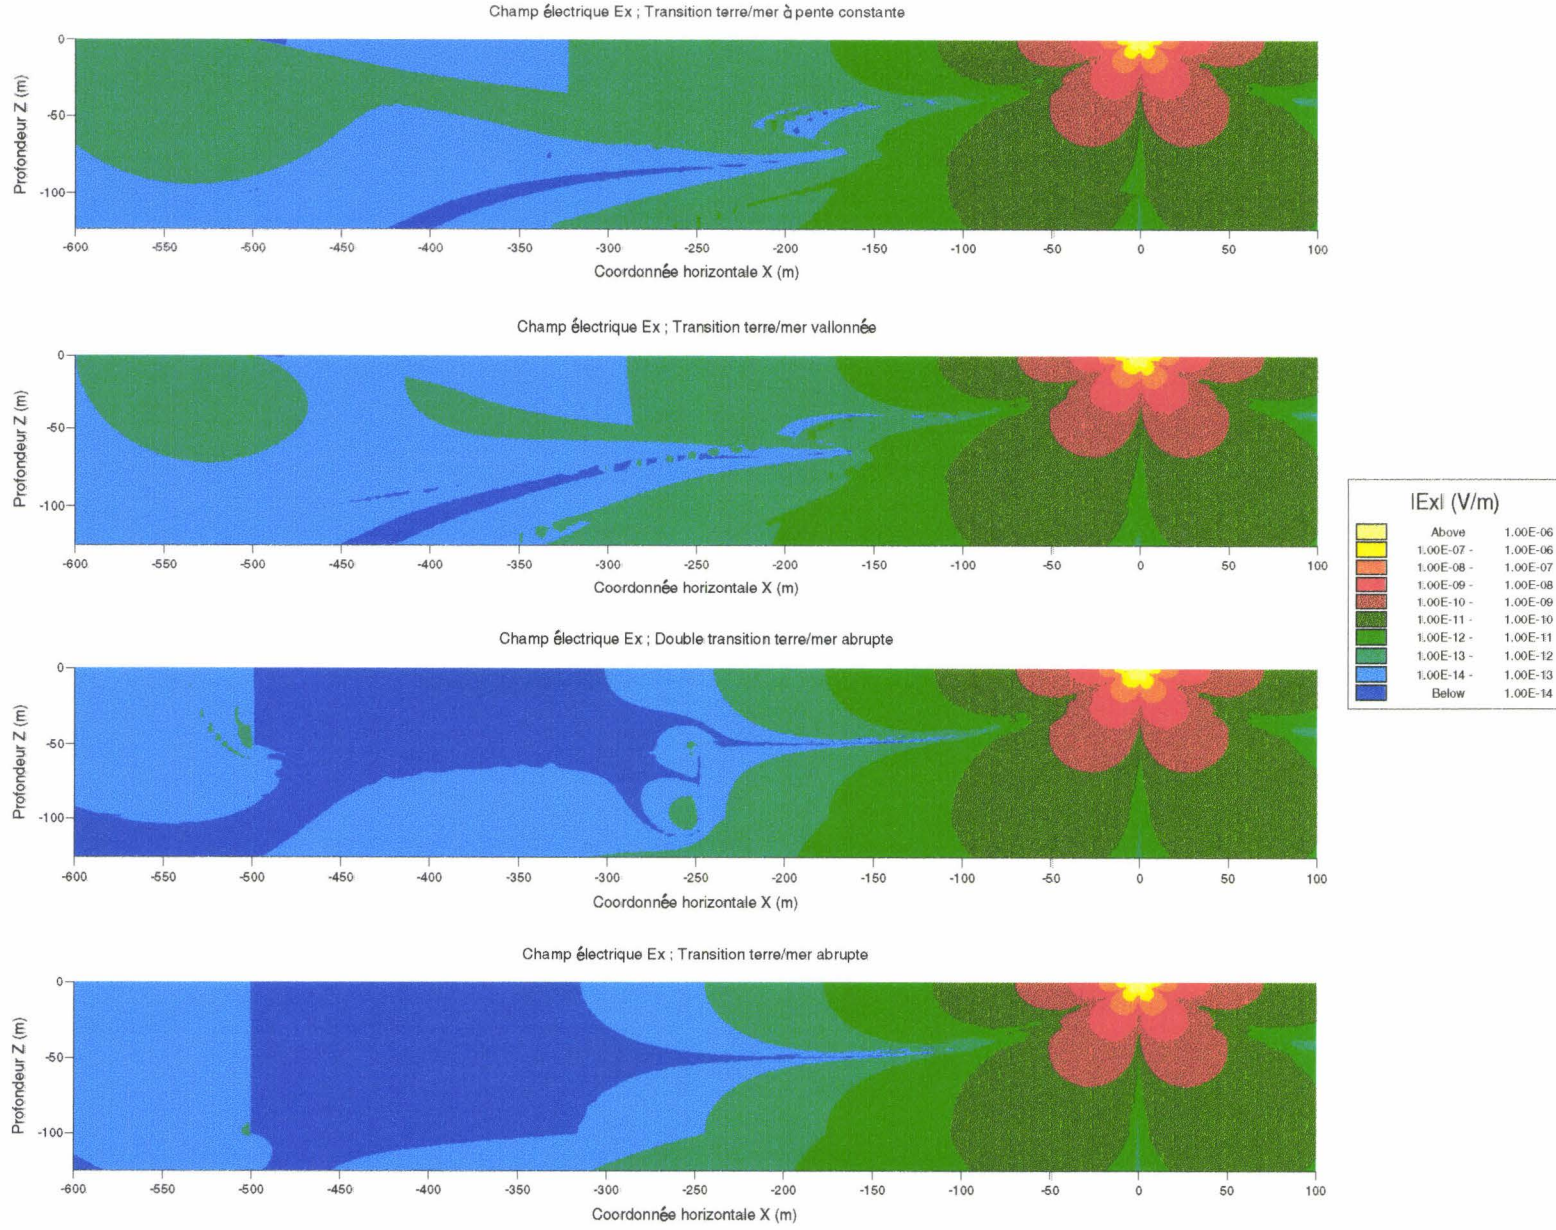 Champ électrique Ex ; Transition terre/mer à pente constante
Profondeur Z (m)
0
-50
-100
-600 -550 -500 -450 -400 -350 -300 -250 -200 -150 -100 -50 0 50 100
Coordonnée horizontale X (m)
Champ électrique Ex ; Transition terre/mer vallonnée
Profondeur Z (m)
0
-50
-100
-600 -550 -500 -450 -400 -350 -300 -250 -200 -150 -100 -50 0 50 100
Coordonnée horizontale X (m)
Champ électrique Ex ; Double transition terre/mer abrupte
Profondeur Z (m)
0
-50
-100
-600 -550 -500 -450 -400 -350 -300 -250 -200 -150 -100 -50 0 50 100
Coordonnée horizontale X (m)
Champ électrique Ex ; Transition terre/mer abrupte
Profondeur Z (m)
0
-50
-100
-600 -550 -500 -450 -400 -350 -300 -250 -200 -150 -100 -50 0 50 100
Coordonnée horizontale X (m)
|Ex| (V/m)
Above 1.00E-06
1.00E-07 - 1.00E-06
1.00E-08 - 1.00E-07
1.00E-09 - 1.00E-08
1.00E-10 - 1.00E-09
1.00E-11 - 1.00E-10
1.00E-12 - 1.00E-11
1.00E-13 - 1.00E-12
1.00E-14 - 1.00E-13
Below 1.00E-14